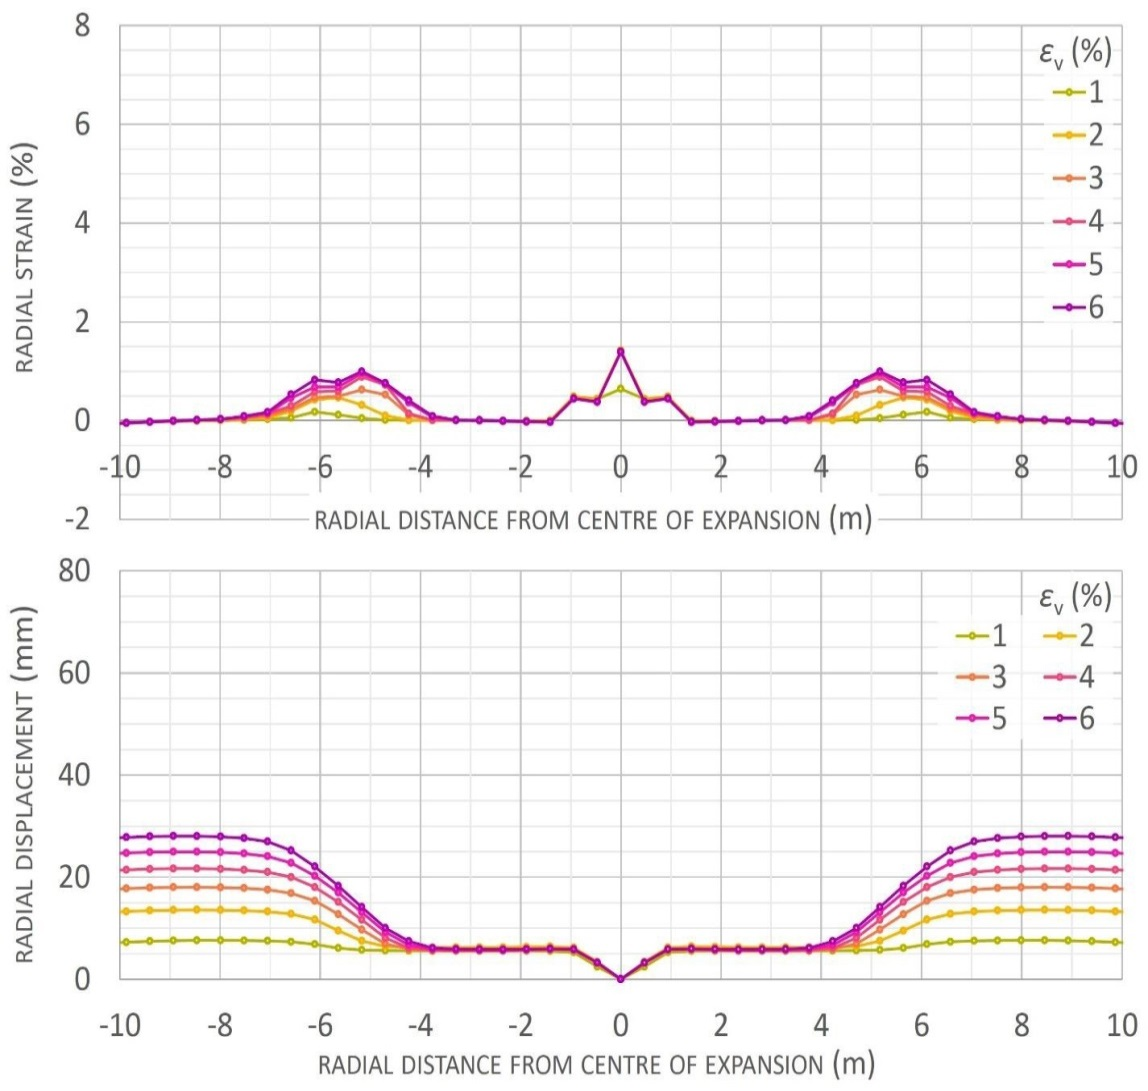 8
6
4
2
0
-2
RADIAL STRAIN (%)
εv (%)
1
2
3
4
5
6
-10 -8 -6 -4 -2 0 2 4 6 8 10
RADIAL DISTANCE FROM CENTRE OF EXPANSION (m)
80
60
40
20
0
RADIAL DISPLACEMENT (mm)
εv (%)
1 2
3 4
5 6
-10 -8 -6 -4 -2 0 2 4 6 8 10
RADIAL DISTANCE FROM CENTRE OF EXPANSION (m)